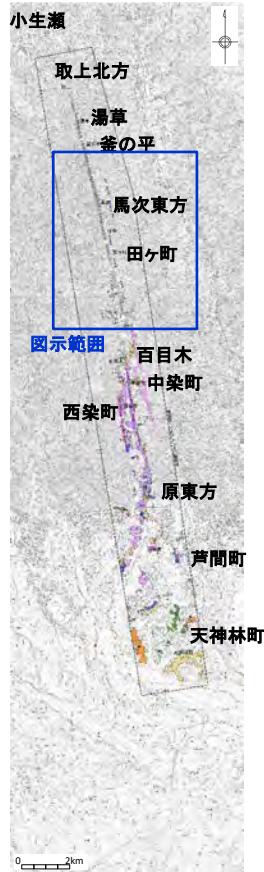 小生瀬
取上北方
湯草
釜の平
馬次東方
田ヶ町
図示範囲
百目木
中染町
西染町
原東方
芦間町
天神林町
0 2km